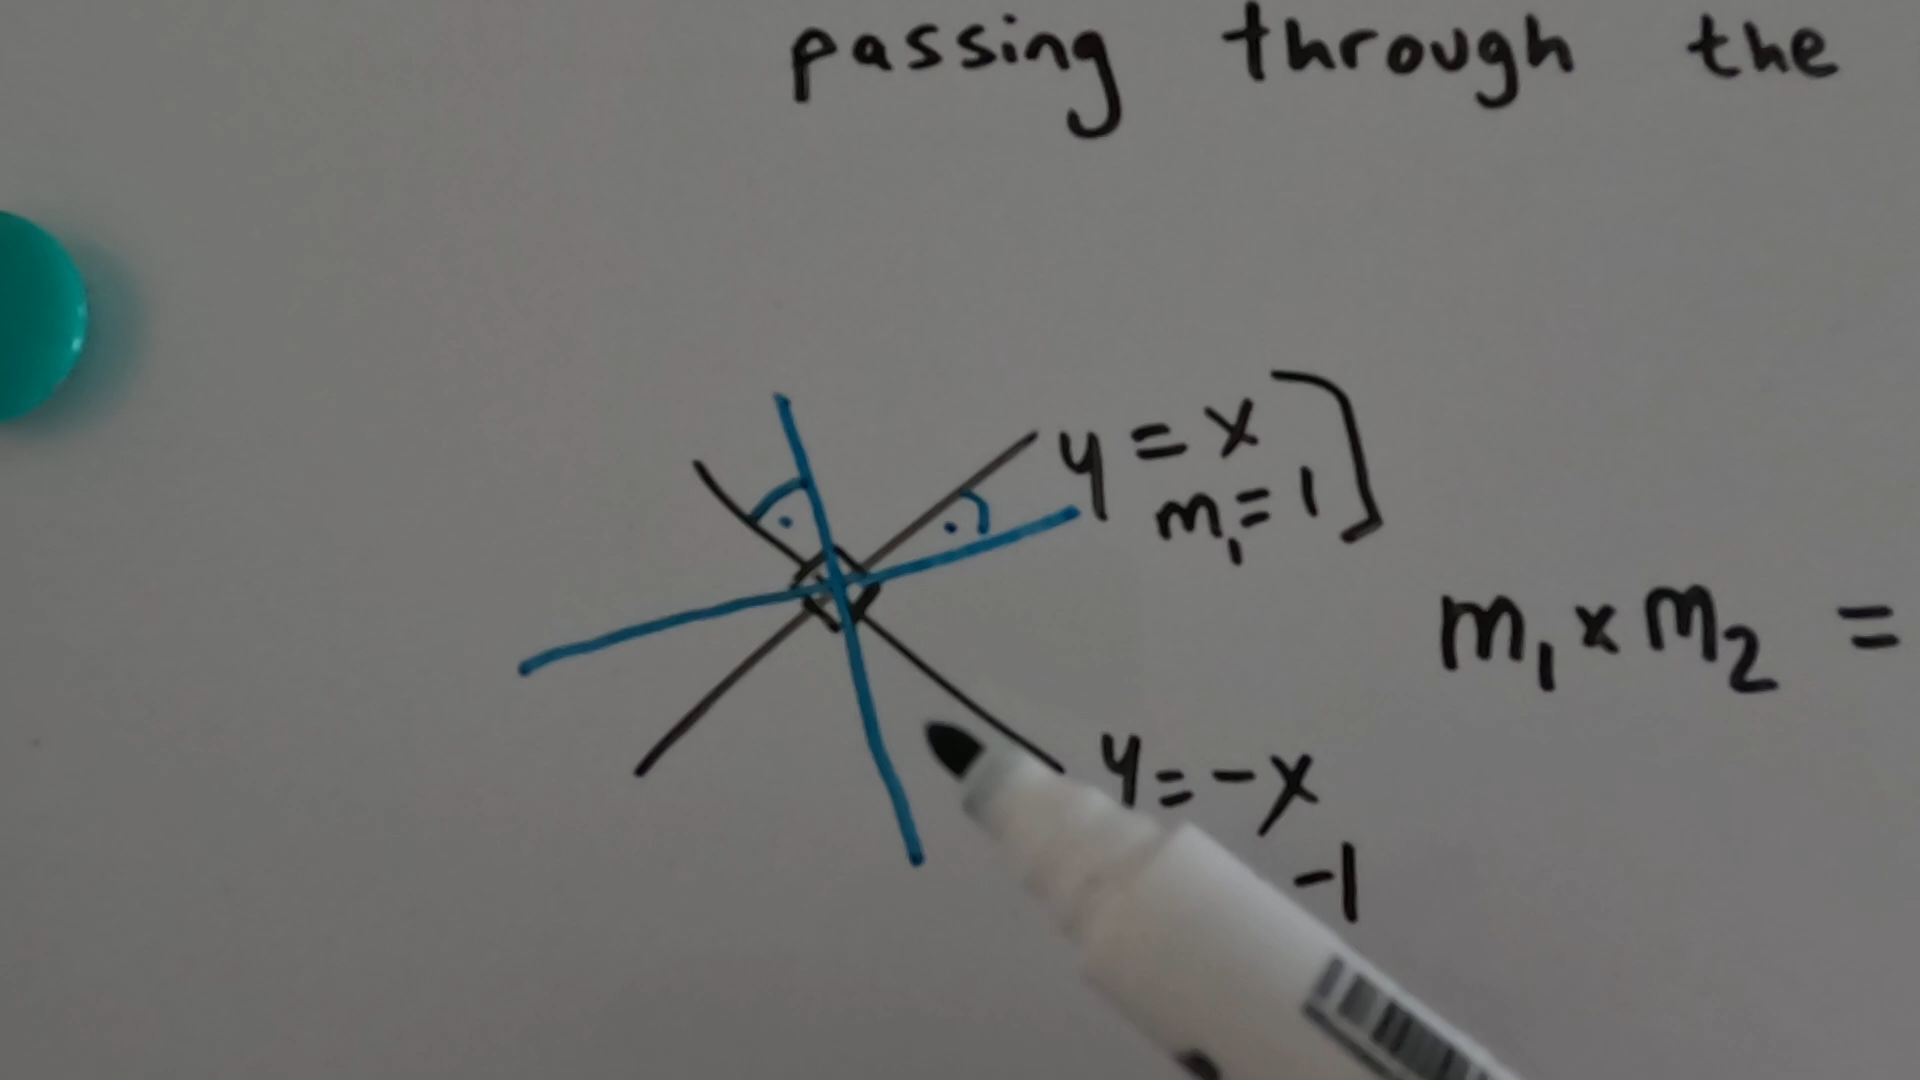 passing through the
y = x
m₁ = 1
m₁ × m₂ =
y = -x
-1